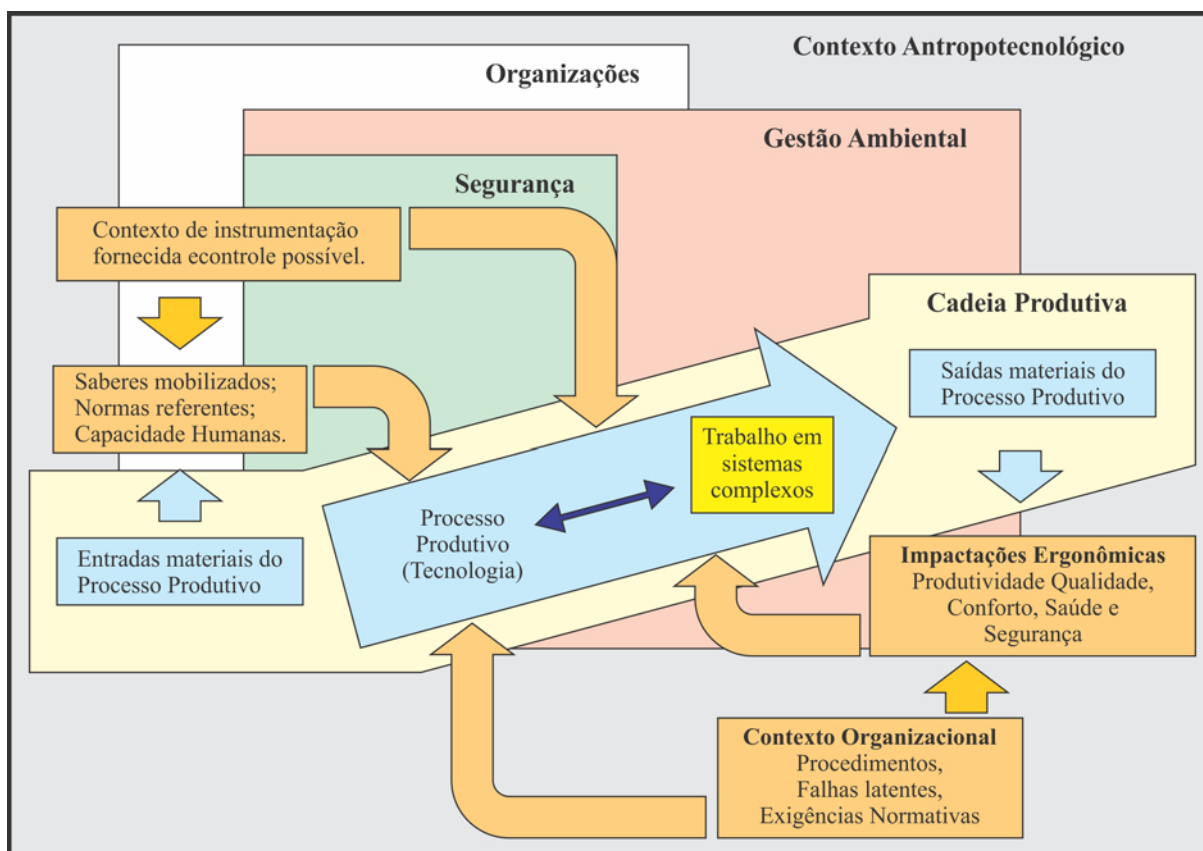 Contexto Antropotecnológico
Organizações
Gestão Ambiental
Segurança
Contexto de instrumentação
fornecida econtrole possível.
Cadeia Produtiva
Saberes mobilizados;
Normas referentes;
Capacidade Humanas.
Saídas materiais do
Processo Produtivo
Trabalho em
sistemas
complexos
Processo
Produtivo
(Tecnologia)
Entradas materiais do
Processo Produtivo
Impactações Ergonômicas
Produtividade Qualidade,
Conforto, Saúde e
Segurança
Contexto Organizacional
Procedimentos,
Falhas latentes,
Exigências Normativas